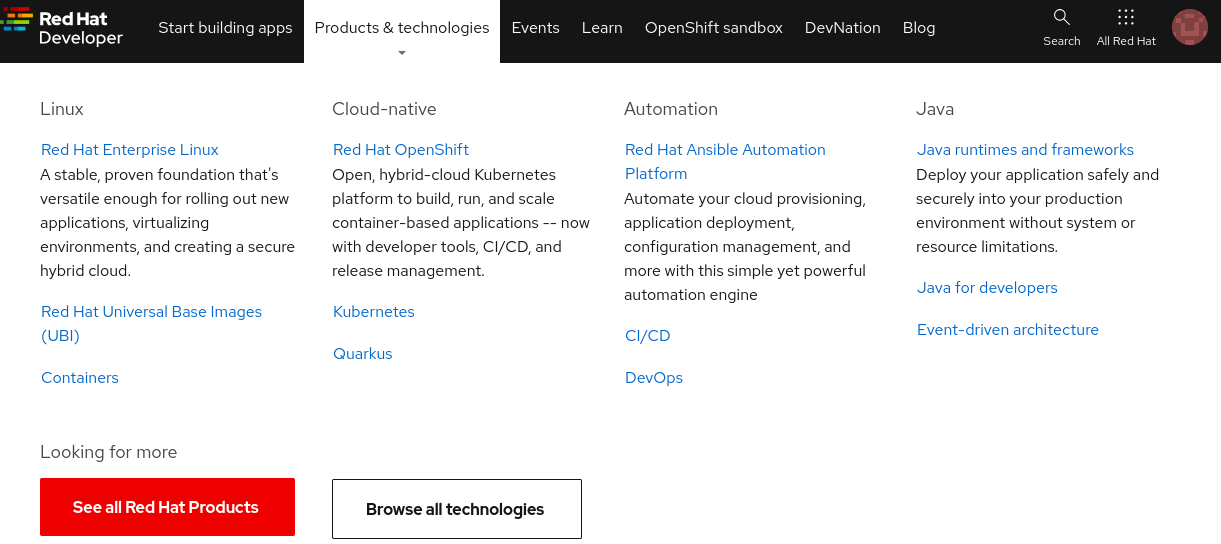 Red Hat
Developer
Start building apps
Products & technologies
Events
Learn
OpenShift sandbox
DevNation
Blog
Search
All Red Hat
Linux
Red Hat Enterprise Linux
A stable, proven foundation that's
versatile enough for rolling out new
applications, virtualizing
environments, and creating a secure
hybrid cloud.
Red Hat Universal Base Images
(UBI)
Containers
Cloud-native
Red Hat OpenShift
Open, hybrid-cloud Kubernetes
platform to build, run, and scale
container-based applications -- now
with developer tools, CI/CD, and
release management.
Kubernetes
Quarkus
Automation
Red Hat Ansible Automation
Platform
Automate your cloud provisioning,
application deployment,
configuration management, and
more with this simple yet powerful
automation engine
CI/CD
DevOps
Java
Java runtimes and frameworks
Deploy your application safely and
securely into your production
environment without system or
resource limitations.
Java for developers
Event-driven architecture
Looking for more
See all Red Hat Products
Browse all technologies